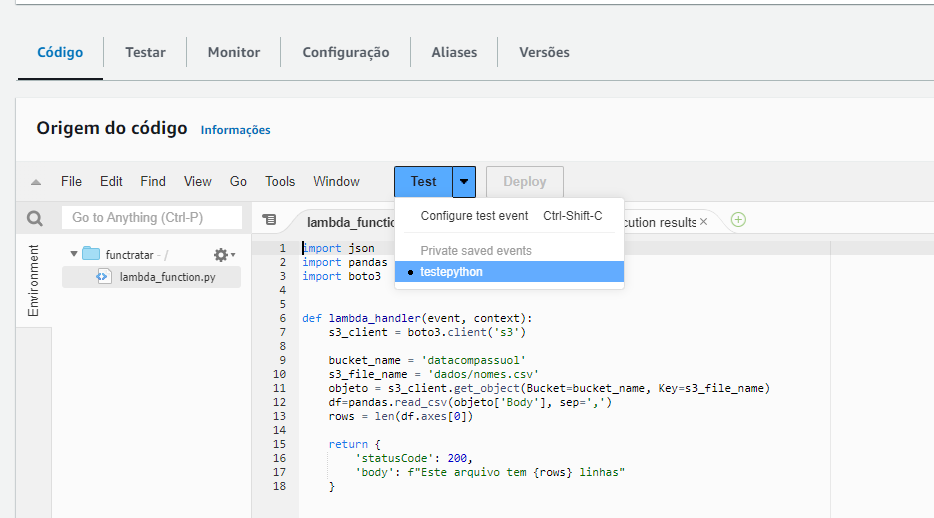 Código Testar Monitor Configuração Aliases Versões
Origem do código Informações
File Edit Find View Go Tools Window Test Deploy
Go to Anything (Ctrl-P)
Environment
functratar - /
lambda_function.py
lambda_functio
cution results ×
Configure test event Ctrl-Shift-C
Private saved events
testepython
1 import json
2 import pandas
3 import boto3
4
5
6 def lambda_handler(event, context):
7 s3_client = boto3.client('s3')
8
9 bucket_name = 'datacompassuol'
10 s3_file_name = 'dados/nomes.csv'
11 objeto = s3_client.get_object(Bucket=bucket_name, Key=s3_file_name)
12 df=pandas.read_csv(objeto['Body'], sep=',')
13 rows = len(df.axes[0])
14
15 return {
16 'statusCode': 200,
17 'body': f"Este arquivo tem {rows} linhas"
18 }